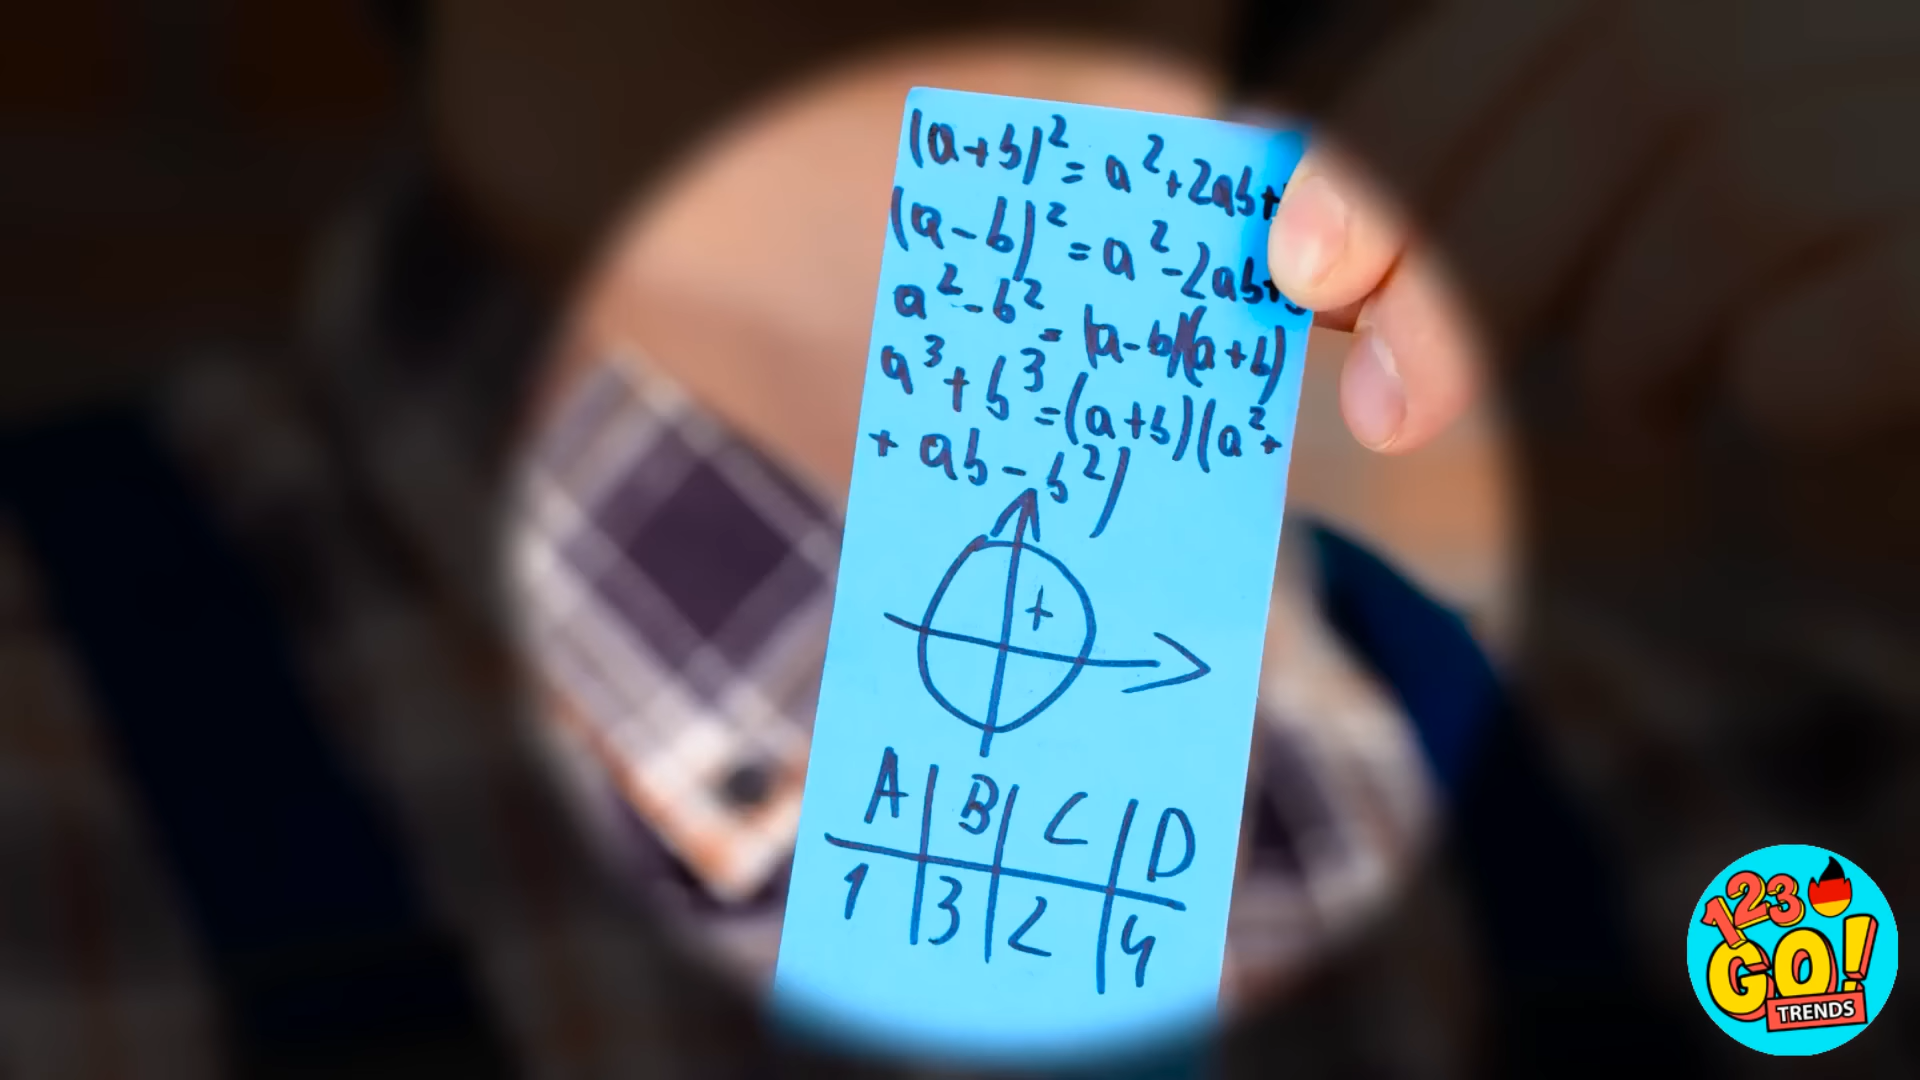 (a+b)²=a²+2ab+
(a-b)²=a²-2ab+
a²-b²=(a-b)(a+b)
a³+b³=(a+b)(a²+
+ab-b²)
+
A B C D
1 3 2 4
123
GO!
TRENDS